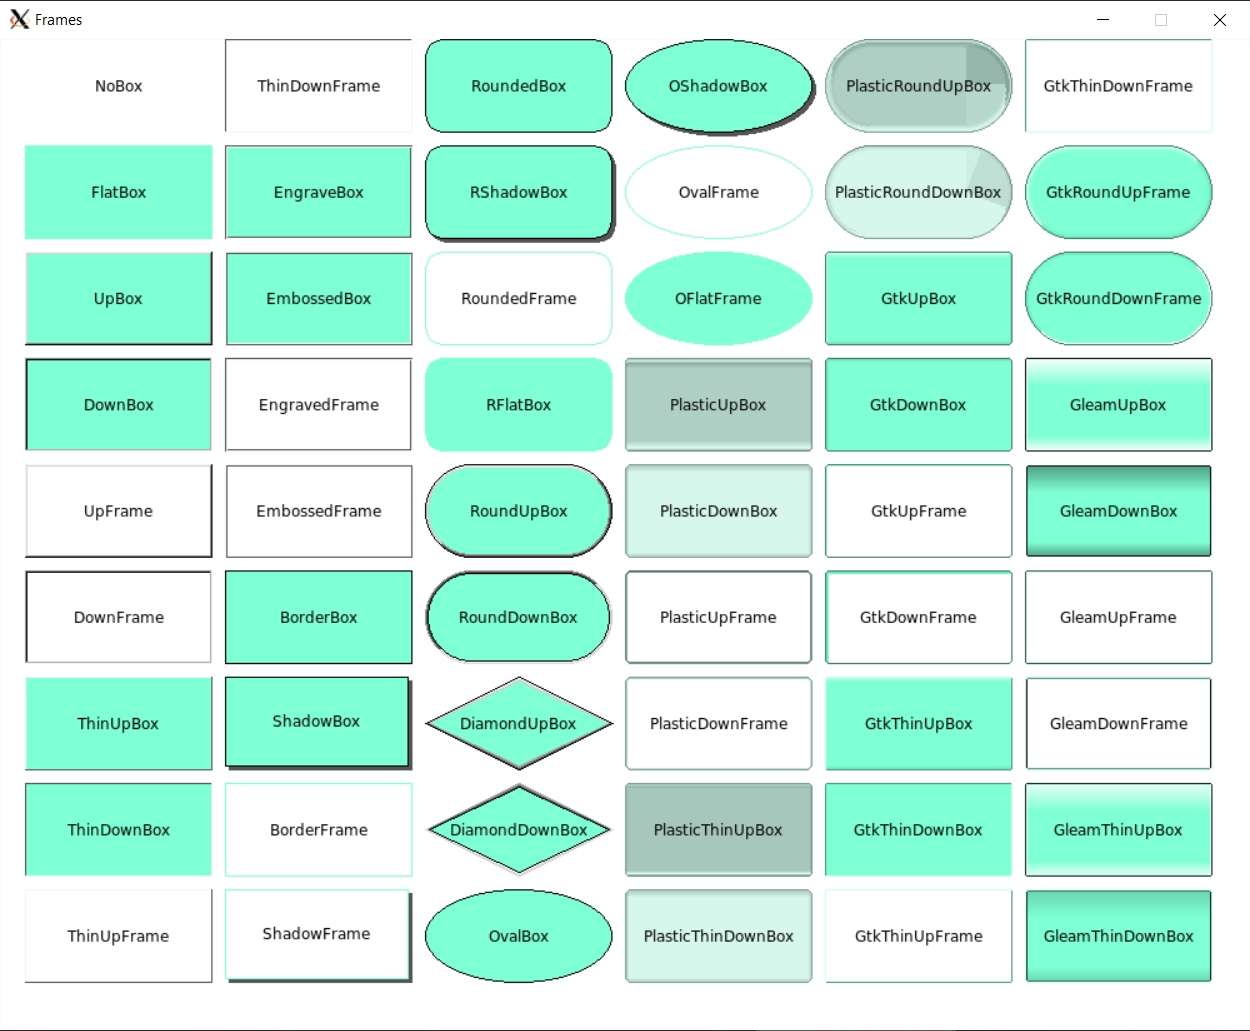 Frames
NoBox
ThinDownFrame
RoundedBox
OShadowBox
PlasticRoundUpBox
GtkThinDownFrame
FlatBox
EngraveBox
RShadowBox
OvalFrame
PlasticRoundDownBox
GtkRoundUpFrame
UpBox
EmbossedBox
RoundedFrame
OFlatFrame
GtkUpBox
GtkRoundDownFrame
DownBox
EngravedFrame
RFlatBox
PlasticUpBox
GtkDownBox
GleamUpBox
UpFrame
EmbossedFrame
RoundUpBox
PlasticDownBox
GtkUpFrame
GleamDownBox
DownFrame
BorderBox
RoundDownBox
PlasticUpFrame
GtkDownFrame
GleamUpFrame
ThinUpBox
ShadowBox
DiamondUpBox
PlasticDownFrame
GtkThinUpBox
GleamDownFrame
ThinDownBox
BorderFrame
DiamondDownBox
PlasticThinUpBox
GtkThinDownBox
GleamThinUpBox
ThinUpFrame
ShadowFrame
OvalBox
PlasticThinDownBox
GtkThinUpFrame
GleamThinDownBox